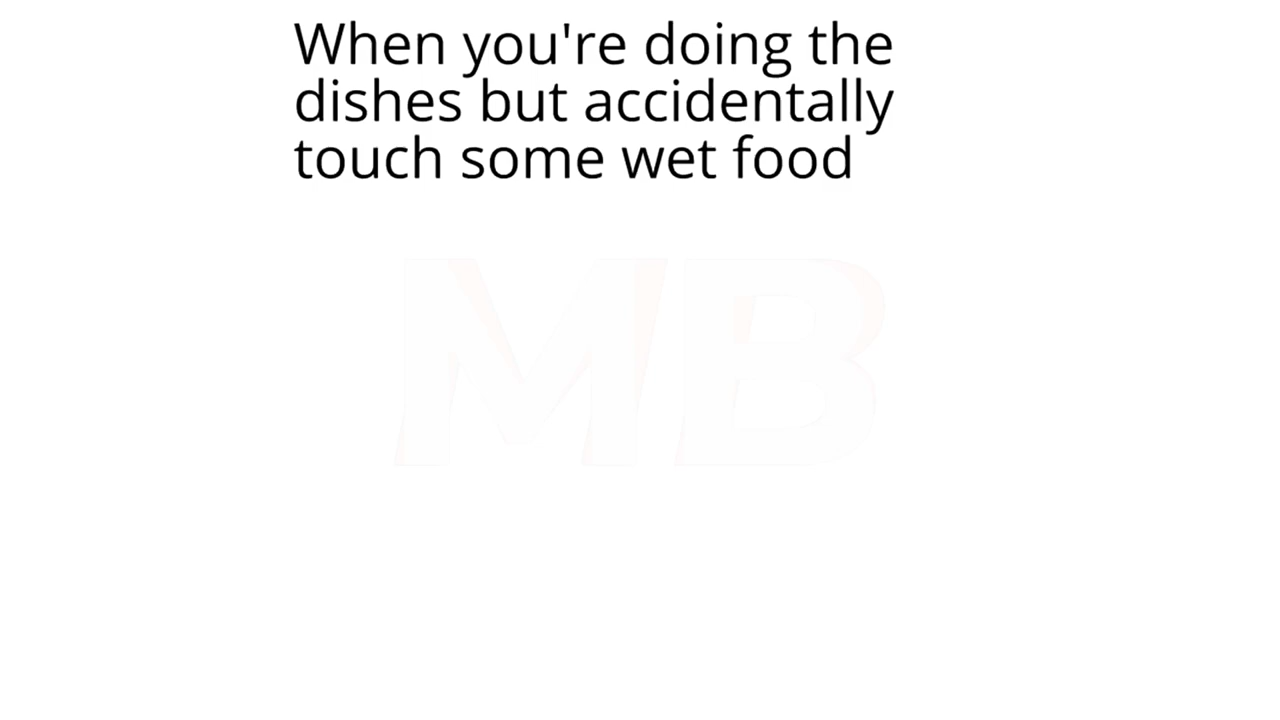 When you're doing the
dishes but accidentally
touch some wet food
MB